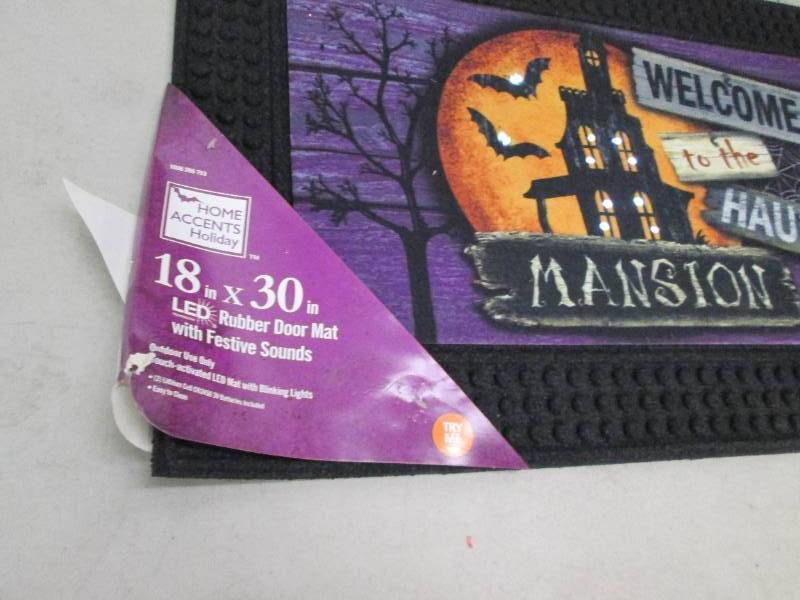 HOME
ACCENTS
Holiday
TM
18 in x 30 in
LED Rubber Door Mat
with Festive Sounds
Outdoor Use Only
Touch-activated LED Mat with Blinking Lights
• Easy to Clean
TRY
ME
WELCOME
to the
HAU
MANSION